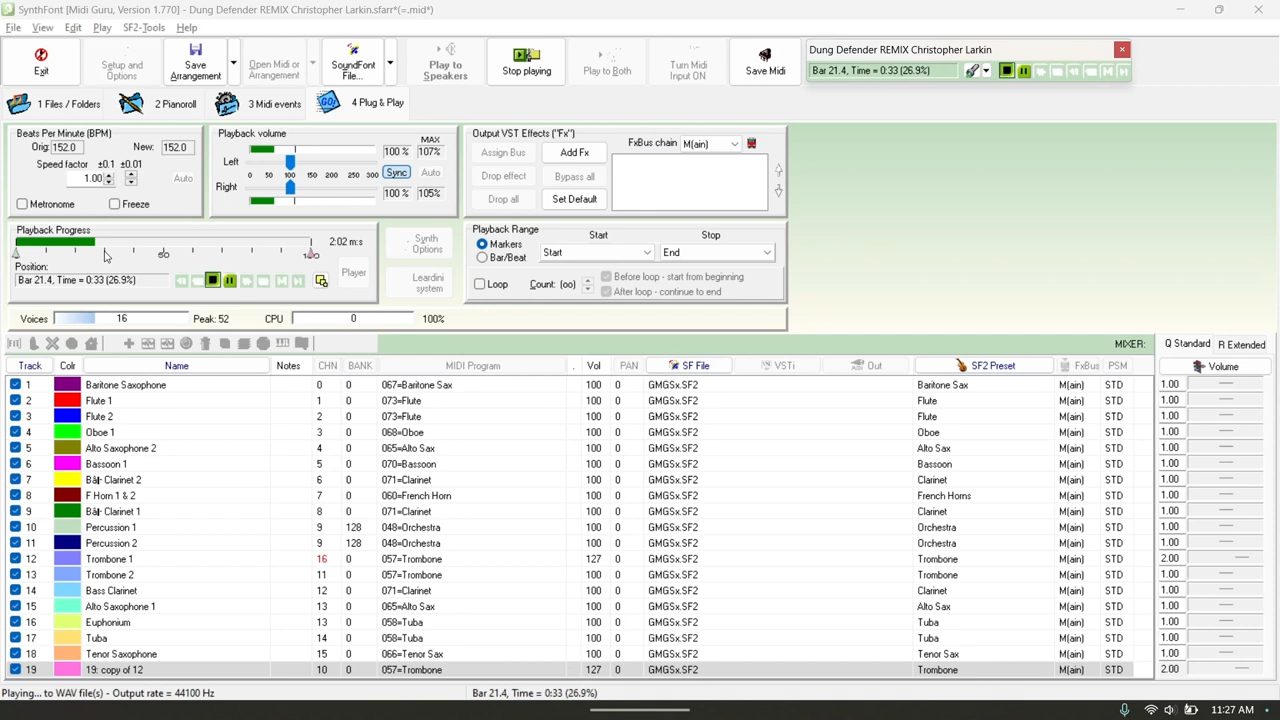 SynthFont [Midi Guru, Version 1.770] - Dung Defender REMIX Christopher Larkin.sfarr*(=.mid*)
File View Edit Play SF2-Tools Help
Exit
Setup and Options
Save Arrangement
Open Midi or Arrangement
SoundFont File...
Play to Speakers
Stop playing
Play to Both
Turn Midi Input ON
Save Midi
Dung Defender REMIX Christopher Larkin
Bar 21.4, Time = 0:33 (26.9%)
1 Files / Folders
2 Pianoroll
3 Midi events
4 Plug & Play
Beats Per Minute (BPM)
Orig: 152.0 New: 152.0
Speed factor ±0.1 ±0.01
1.00 Auto
Metronome Freeze
Playback volume
MAX
100 % 107%
Left
0 50 100 150 200 250 300 Sync Auto
Right
100 % 105%
Output VST Effects ("Fx")
FxBus chain M(ain)
Assign Bus Add Fx
Drop effect Bypass all
Drop all Set Default
Playback Progress
2:02 m:s
50 100
Position:
Bar 21.4, Time = 0:33 (26.9%)
Player
Synth Options
Leardini system
Playback Range
Start Stop
Markers Start End
Bar/Beat
Loop Count: (oo)
Before loop - start from beginning
After loop - continue to end
Voices 16 Peak: 52 CPU 0 100%
MIXER: Q Standard R Extended
Track Colr Name Notes CHN BANK MIDI Program . Vol PAN SF File VSTi Out SF2 Preset FxBus PSM Volume
1 Baritone Saxophone 0 0 067=Baritone Sax 100 0 GMGSx.SF2 Baritone Sax M(ain) STD 1.00
2 Flute 1 1 0 073=Flute 100 0 GMGSx.SF2 Flute M(ain) STD 1.00
3 Flute 2 2 0 073=Flute 100 0 GMGSx.SF2 Flute M(ain) STD 1.00
4 Oboe 1 3 0 068=Oboe 100 0 GMGSx.SF2 Oboe M(ain) STD 1.00
5 Alto Saxophone 2 4 0 065=Alto Sax 100 0 GMGSx.SF2 Alto Sax M(ain) STD 1.00
6 Bassoon 1 5 0 070=Bassoon 100 0 GMGSx.SF2 Bassoon M(ain) STD 1.00
7 Clarinet 2 6 0 071=Clarinet 100 0 GMGSx.SF2 Clarinet M(ain) STD 1.00
8 F Horn 1 & 2 7 0 060=French Horn 100 0 GMGSx.SF2 French Horns M(ain) STD 1.00
9 Clarinet 1 8 0 071=Clarinet 100 0 GMGSx.SF2 Clarinet M(ain) STD 1.00
10 Percussion 1 9 128 048=Orchestra 100 0 GMGSx.SF2 Orchestra M(ain) STD 1.00
11 Percussion 2 9 128 048=Orchestra 100 0 GMGSx.SF2 Orchestra M(ain) STD 1.00
12 Trombone 1 16 0 057=Trombone 127 0 GMGSx.SF2 Trombone M(ain) STD 2.00
13 Trombone 2 11 0 057=Trombone 100 0 GMGSx.SF2 Trombone M(ain) STD 1.00
14 Bass Clarinet 12 0 071=Clarinet 100 0 GMGSx.SF2 Clarinet M(ain) STD 1.00
15 Alto Saxophone 1 13 0 065=Alto Sax 100 0 GMGSx.SF2 Alto Sax M(ain) STD 1.00
16 Euphonium 13 0 058=Tuba 100 0 GMGSx.SF2 Tuba M(ain) STD 1.00
17 Tuba 14 0 058=Tuba 100 0 GMGSx.SF2 Tuba M(ain) STD 1.00
18 Tenor Saxophone 15 0 066=Tenor Sax 100 0 GMGSx.SF2 Tenor Sax M(ain) STD 1.00
19 19: copy of 12 10 0 057=Trombone 127 0 GMGSx.SF2 Trombone M(ain) STD 2.00
Playing... to WAV file(s) - Output rate = 44100 Hz Bar 21.4, Time = 0:33 (26.9%)
11:27 AM